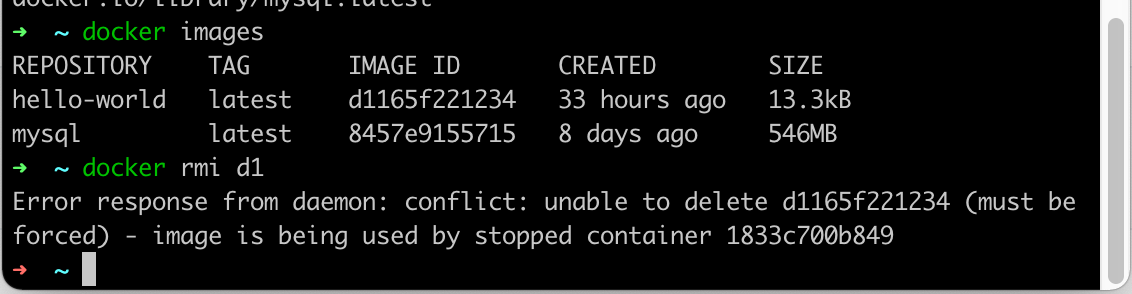 docker.io/library/mysql:latest
➜  ~ docker images
REPOSITORY    TAG       IMAGE ID       CREATED        SIZE
hello-world   latest    d1165f221234   33 hours ago   13.3kB
mysql         latest    8457e9155715   8 days ago     546MB
➜  ~ docker rmi d1
Error response from daemon: conflict: unable to delete d1165f221234 (must be
forced) - image is being used by stopped container 1833c700b849
➜  ~